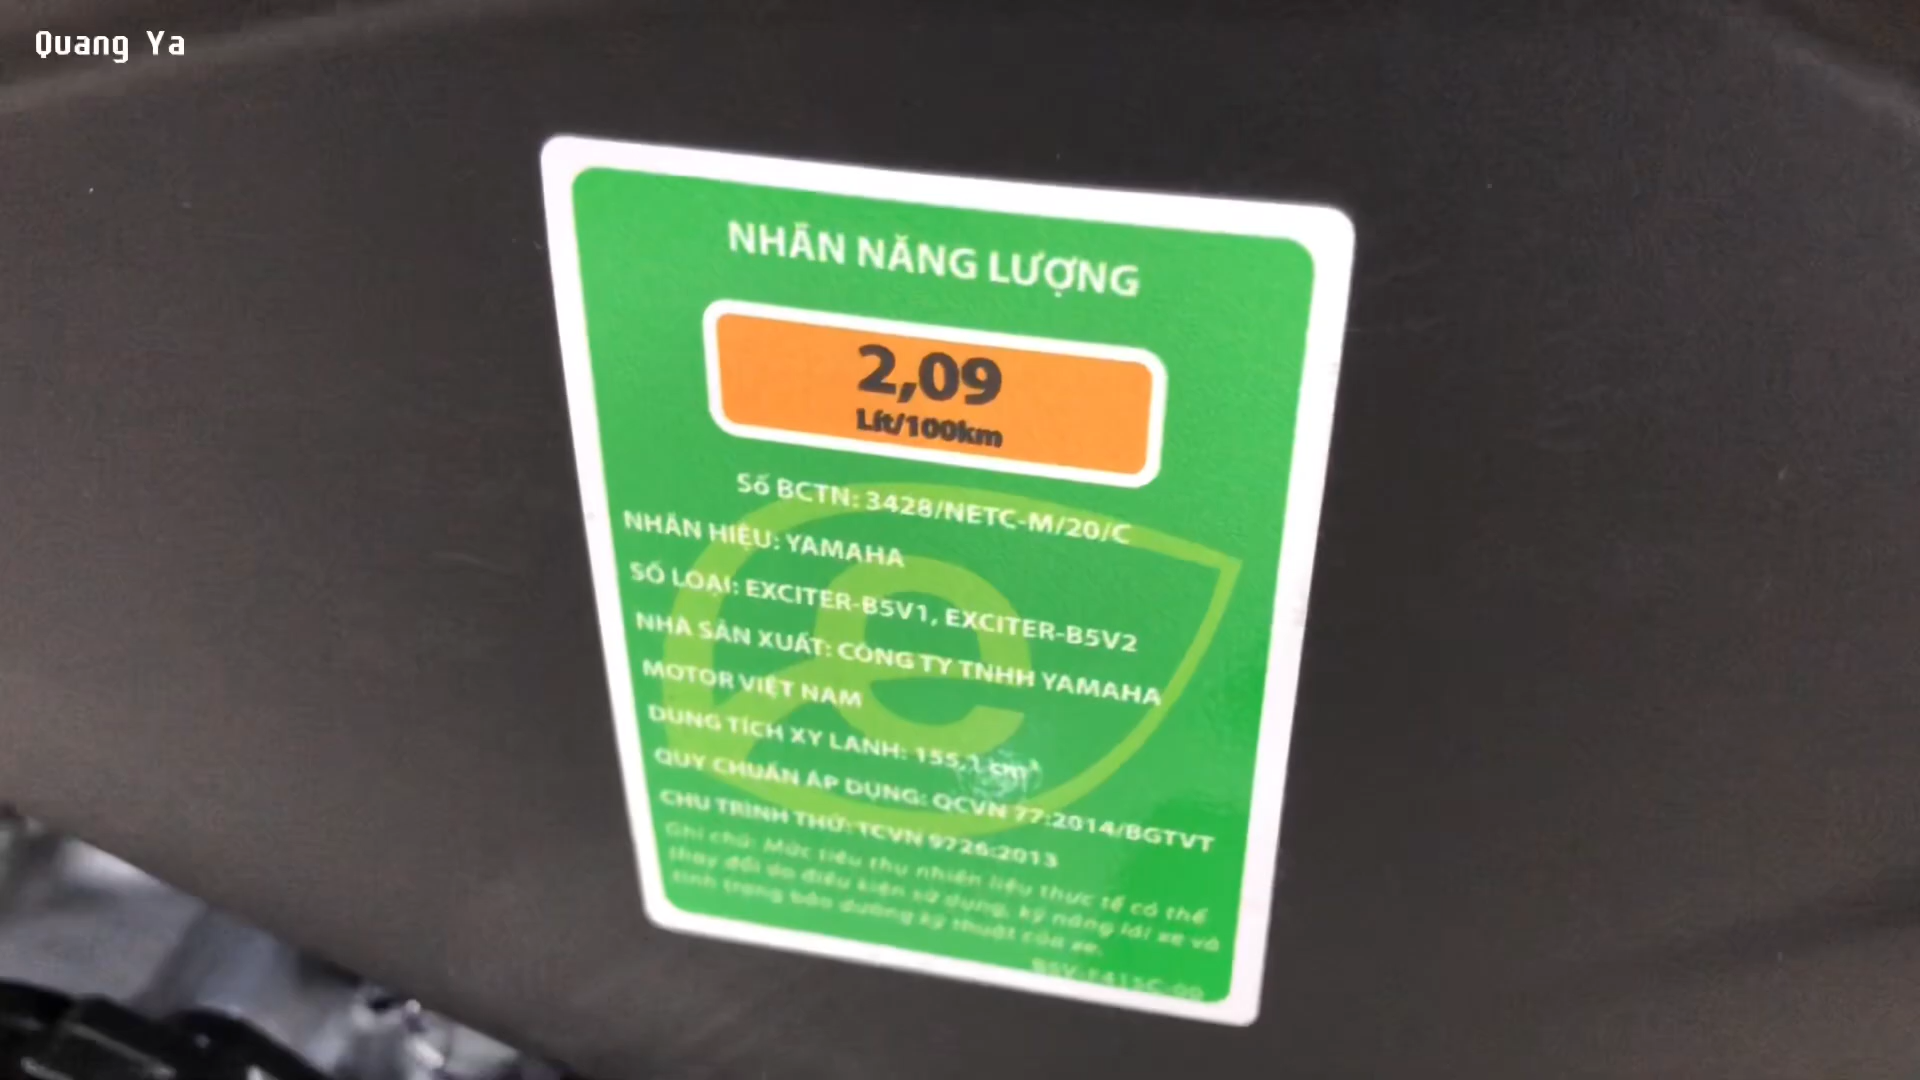 Quang Ya
NHÃN NĂNG LƯỢNG
2,09
Lít/100km
Số BCTN: 3428/NETC-M/20/C
NHÃN HIỆU: YAMAHA
SỐ LOẠI: EXCITER-B5V1, EXCITER-B5V2
NHÀ SẢN XUẤT: CÔNG TY TNHH YAMAHA
MOTOR VIỆT NAM
DUNG TÍCH XY LANH: 155,1 cm³
QUY CHUẨN ÁP DỤNG: QCVN 77:2014/BGTVT
CHU TRÌNH THỬ: TCVN 9726:2013
Ghi chú: Mức tiêu thụ nhiên liệu thực tế có thể
thay đổi do điều kiện sử dụng, kỹ năng lái xe và
tình trạng bảo dưỡng kỹ thuật của xe.
B5V-F415C-00